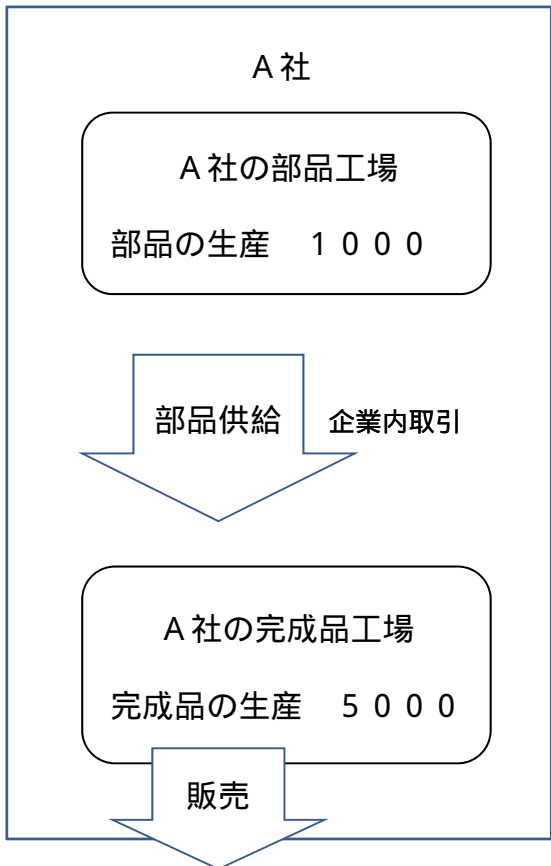 A社
A社の部品工場
部品の生産　１０００
部品供給　企業内取引
A社の完成品工場
完成品の生産　５０００
販売